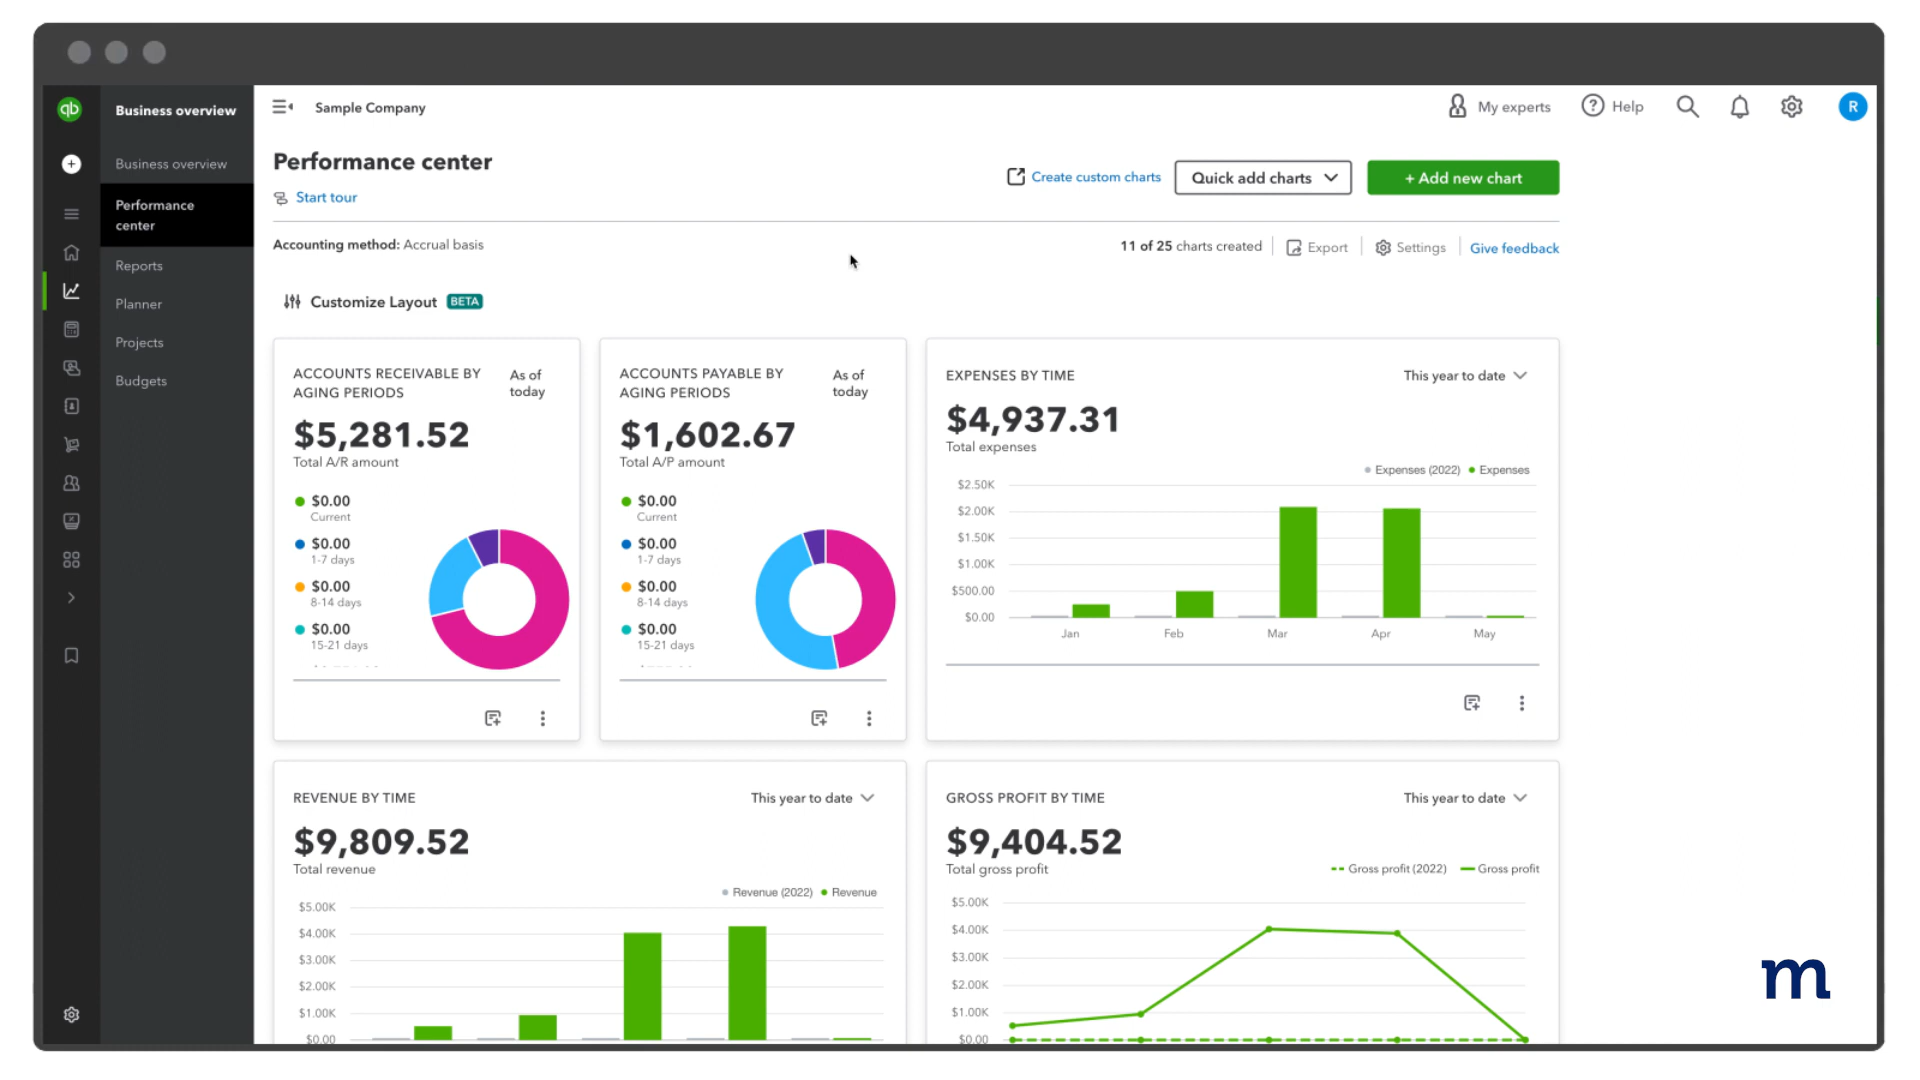 qb
Business overview
Sample Company
My experts
Help
R
Business overview
Performance
center
Reports
Planner
Projects
Budgets
Performance center
Start tour
Create custom charts
Quick add charts
+ Add new chart
Accounting method: Accrual basis
11 of 25 charts created
Export
Settings
Give feedback
Customize Layout BETA
ACCOUNTS RECEIVABLE BY
AGING PERIODS
As of
today
$5,281.52
Total A/R amount
$0.00
Current
$0.00
1-7 days
$0.00
8-14 days
$0.00
15-21 days
ACCOUNTS PAYABLE BY
AGING PERIODS
As of
today
$1,602.67
Total A/P amount
$0.00
Current
$0.00
1-7 days
$0.00
8-14 days
$0.00
15-21 days
EXPENSES BY TIME
This year to date
$4,937.31
Total expenses
Expenses (2022) Expenses
$2.50K
$2.00K
$1.50K
$1.00K
$500.00
$0.00
Jan Feb Mar Apr May
REVENUE BY TIME
This year to date
$9,809.52
Total revenue
Revenue (2022) Revenue
$5.00K
$4.00K
$3.00K
$2.00K
$1.00K
$0.00
GROSS PROFIT BY TIME
This year to date
$9,404.52
Total gross profit
Gross profit (2022) Gross profit
$5.00K
$4.00K
$3.00K
$2.00K
$1.00K
$0.00
m